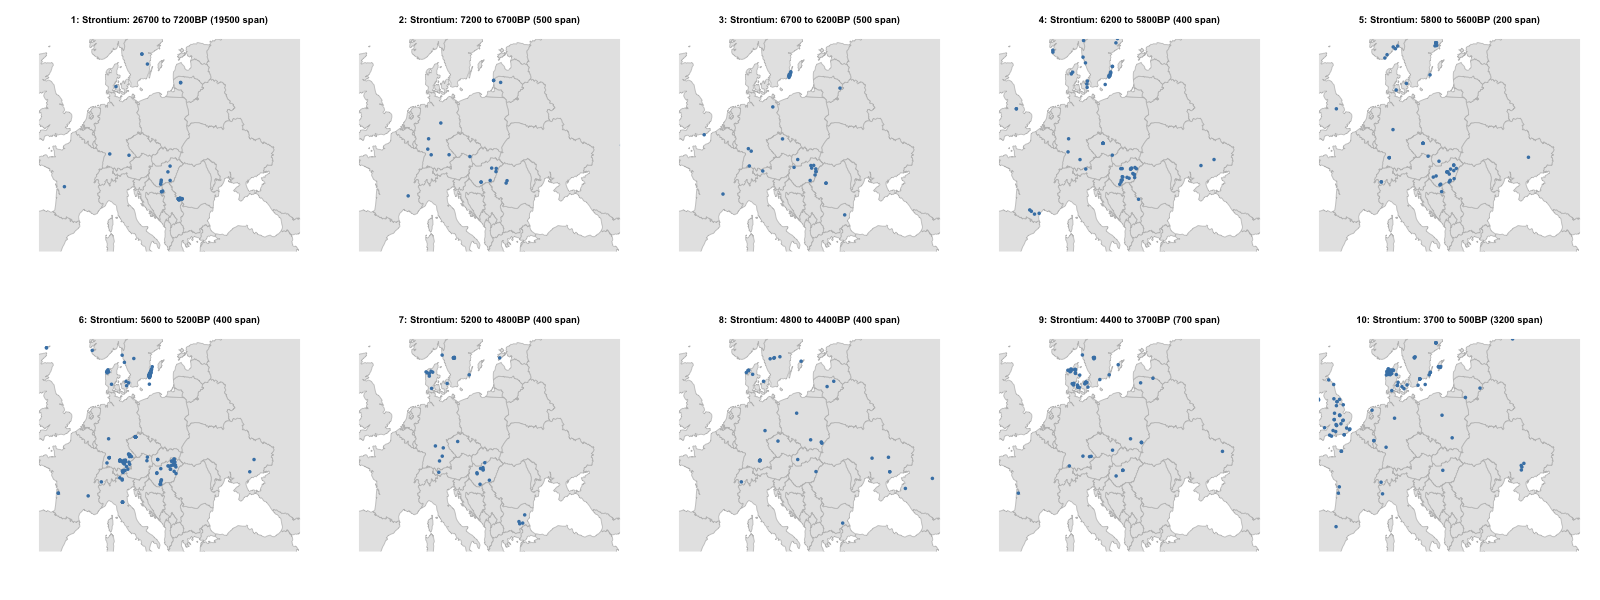 1: Strontium: 26700 to 7200BP (19500 span)
2: Strontium: 7200 to 6700BP (500 span)
3: Strontium: 6700 to 6200BP (500 span)
4: Strontium: 6200 to 5800BP (400 span)
5: Strontium: 5800 to 5600BP (200 span)
6: Strontium: 5600 to 5200BP (400 span)
7: Strontium: 5200 to 4800BP (400 span)
8: Strontium: 4800 to 4400BP (400 span)
9: Strontium: 4400 to 3700BP (700 span)
10: Strontium: 3700 to 500BP (3200 span)